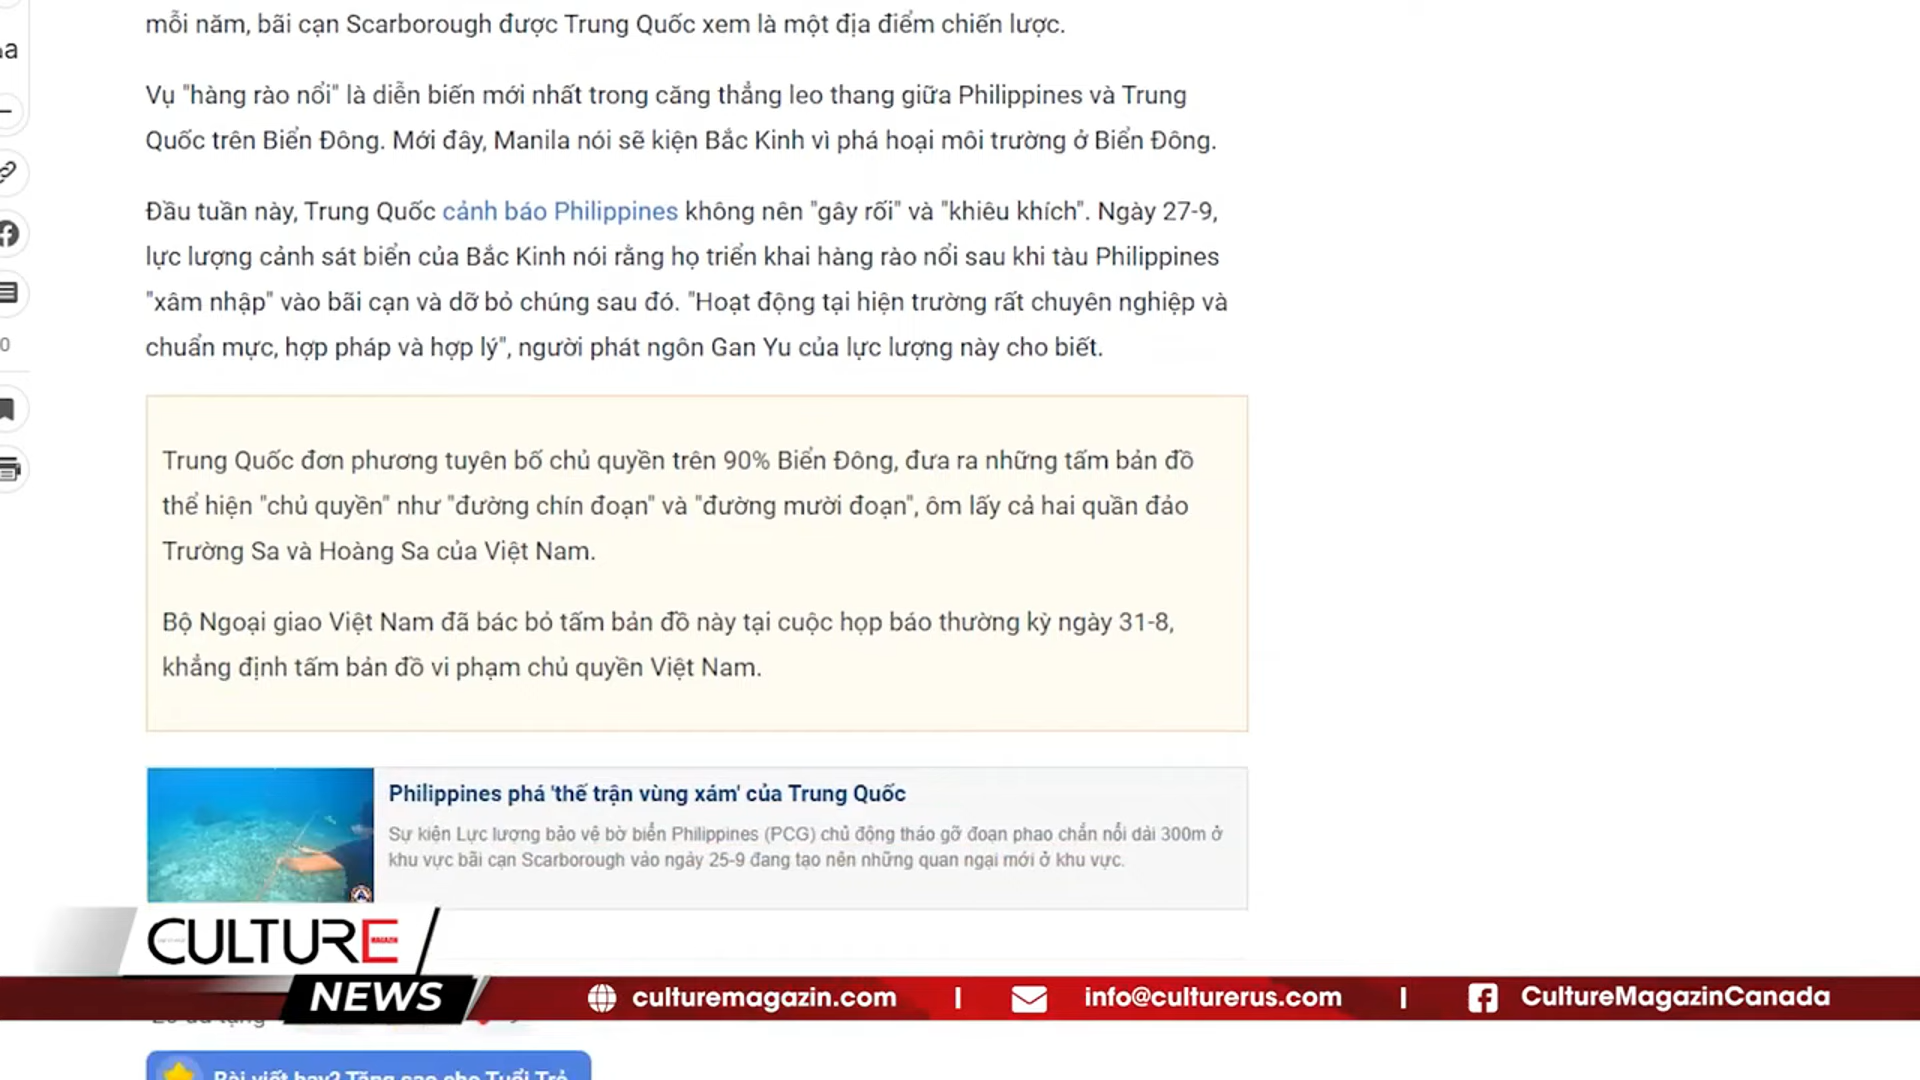 mỗi năm, bãi cạn Scarborough được Trung Quốc xem là một địa điểm chiến lược.
Vụ "hàng rào nổi" là diễn biến mới nhất trong căng thẳng leo thang giữa Philippines và Trung
Quốc trên Biển Đông. Mới đây, Manila nói sẽ kiện Bắc Kinh vì phá hoại môi trường ở Biển Đông.
Đầu tuần này, Trung Quốc cảnh báo Philippines không nên "gây rối" và "khiêu khích". Ngày 27-9,
lực lượng cảnh sát biển của Bắc Kinh nói rằng họ triển khai hàng rào nổi sau khi tàu Philippines
"xâm nhập" vào bãi cạn và dỡ bỏ chúng sau đó. "Hoạt động tại hiện trường rất chuyên nghiệp và
chuẩn mực, hợp pháp và hợp lý", người phát ngôn Gan Yu của lực lượng này cho biết.
0
Trung Quốc đơn phương tuyên bố chủ quyền trên 90% Biển Đông, đưa ra những tấm bản đồ
thể hiện "chủ quyền" như "đường chín đoạn" và "đường mười đoạn", ôm lấy cả hai quần đảo
Trường Sa và Hoàng Sa của Việt Nam.
Bộ Ngoại giao Việt Nam đã bác bỏ tấm bản đồ này tại cuộc họp báo thường kỳ ngày 31-8,
khẳng định tấm bản đồ vi phạm chủ quyền Việt Nam.
Philippines phá 'thế trận vùng xám' của Trung Quốc
Sự kiện Lực lượng bảo vệ bờ biển Philippines (PCG) chủ động tháo gỡ đoạn phao chắn nổi dài 300m ở
khu vực bãi cạn Scarborough vào ngày 25-9 đang tạo nên những quan ngại mới ở khu vực.
CULTURE
MAGAZIN
NEWS
culturemagazin.com
info@culturerus.com
CultureMagazinCanada
Bài viết hay? Tặng sao cho Tuổi Trẻ